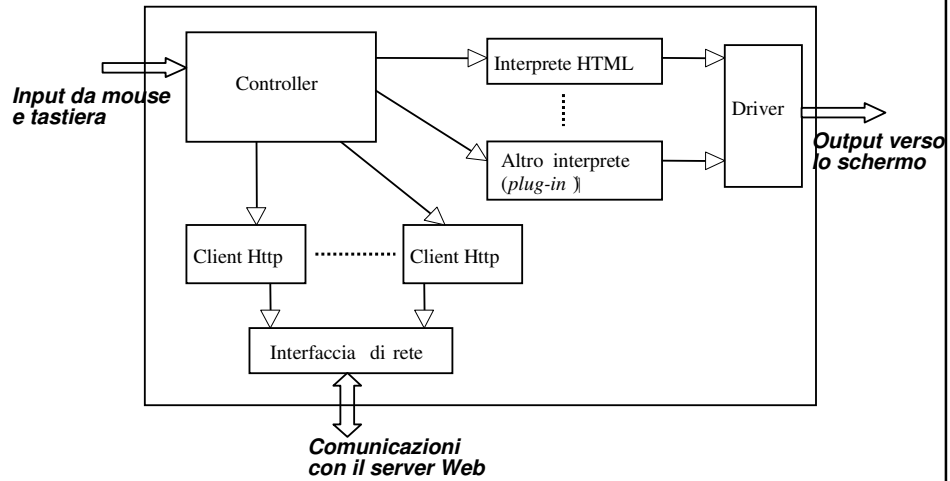 Input da mouse
e tastiera
Controller
Interprete HTML
Altro interprete
(plug-in )
Driver
Output verso
lo schermo
Client Http
Client Http
Interfaccia di rete
Comunicazioni
con il server Web